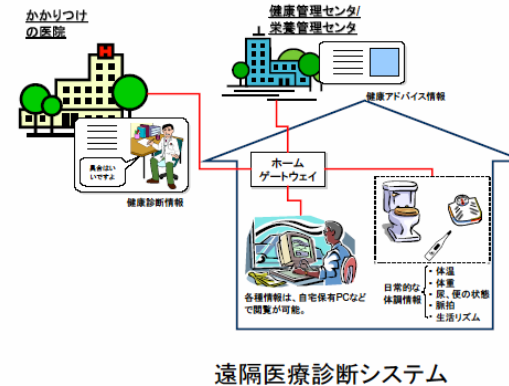 かかりつけ
の医院
健康管理センタ/
栄養管理センタ
H
健康アドバイス情報
具合はい
いですよ
健康診断情報
ホーム
ゲートウェイ
各種情報は、自宅保有PCなど
で閲覧が可能。
日常的な
体調情報
・体温
・体重
・尿、便の状態
・脈拍
・生活リズム
遠隔医療診断システム